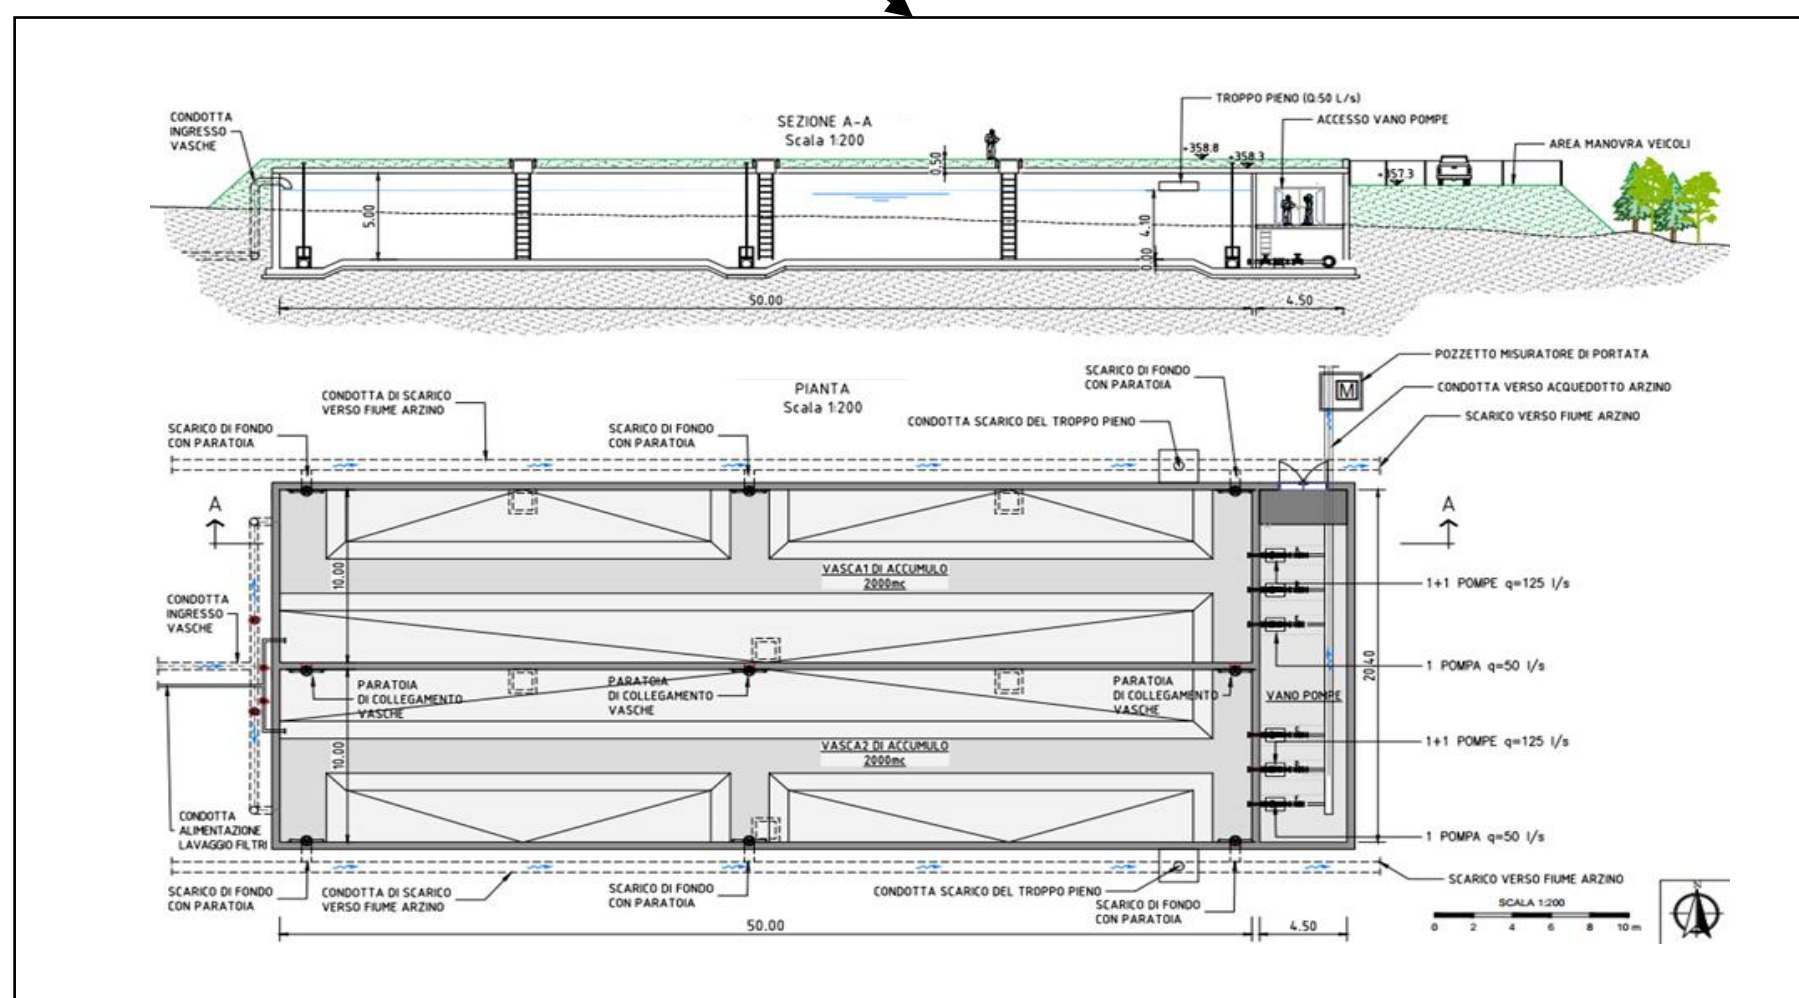 CONDOTTA
INGRESSO
VASCHE
SEZIONE A-A
Scala 1:200
TROPPO PIENO (Q:50 L/s)
ACCESSO VANO POMPE
AREA MANOVRA VEICOLI
+358.8
+358.3
+357.3
0.50
5.00
4.10
0.00
50.00
4.50
POZZETTO MISURATORE DI PORTATA
M
CONDOTTA VERSO ACQUEDOTTO ARZINO
SCARICO VERSO FIUME ARZINO
SCARICO DI FONDO
CON PARATOIA
PIANTA
Scala 1:200
CONDOTTA DI SCARICO
VERSO FIUME ARZINO
CONDOTTA SCARICO DEL TROPPO PIENO
SCARICO DI FONDO
CON PARATOIA
SCARICO DI FONDO
CON PARATOIA
A
A
10.00
VASCA1 DI ACCUMULO
2000mc
1+1 POMPE q=125 l/s
CONDOTTA
INGRESSO
VASCHE
1 POMPA q=50 l/s
20.40
PARATOIA
DI COLLEGAMENTO
VASCHE
PARATOIA
DI COLLEGAMENTO
VASCHE
PARATOIA
DI COLLEGAMENTO
VASCHE
VANO POMPE
10.00
VASCA2 DI ACCUMULO
2000mc
1+1 POMPE q=125 l/s
CONDOTTA
ALIMENTAZIONE
LAVAGGIO FILTRI
1 POMPA q=50 l/s
SCARICO DI FONDO
CON PARATOIA
CONDOTTA DI SCARICO
VERSO FIUME ARZINO
SCARICO DI FONDO
CON PARATOIA
CONDOTTA SCARICO DEL TROPPO PIENO
SCARICO DI FONDO
CON PARATOIA
SCARICO VERSO FIUME ARZINO
50.00
4.50
SCALA 1:200
0 2 4 6 8 10 m
N